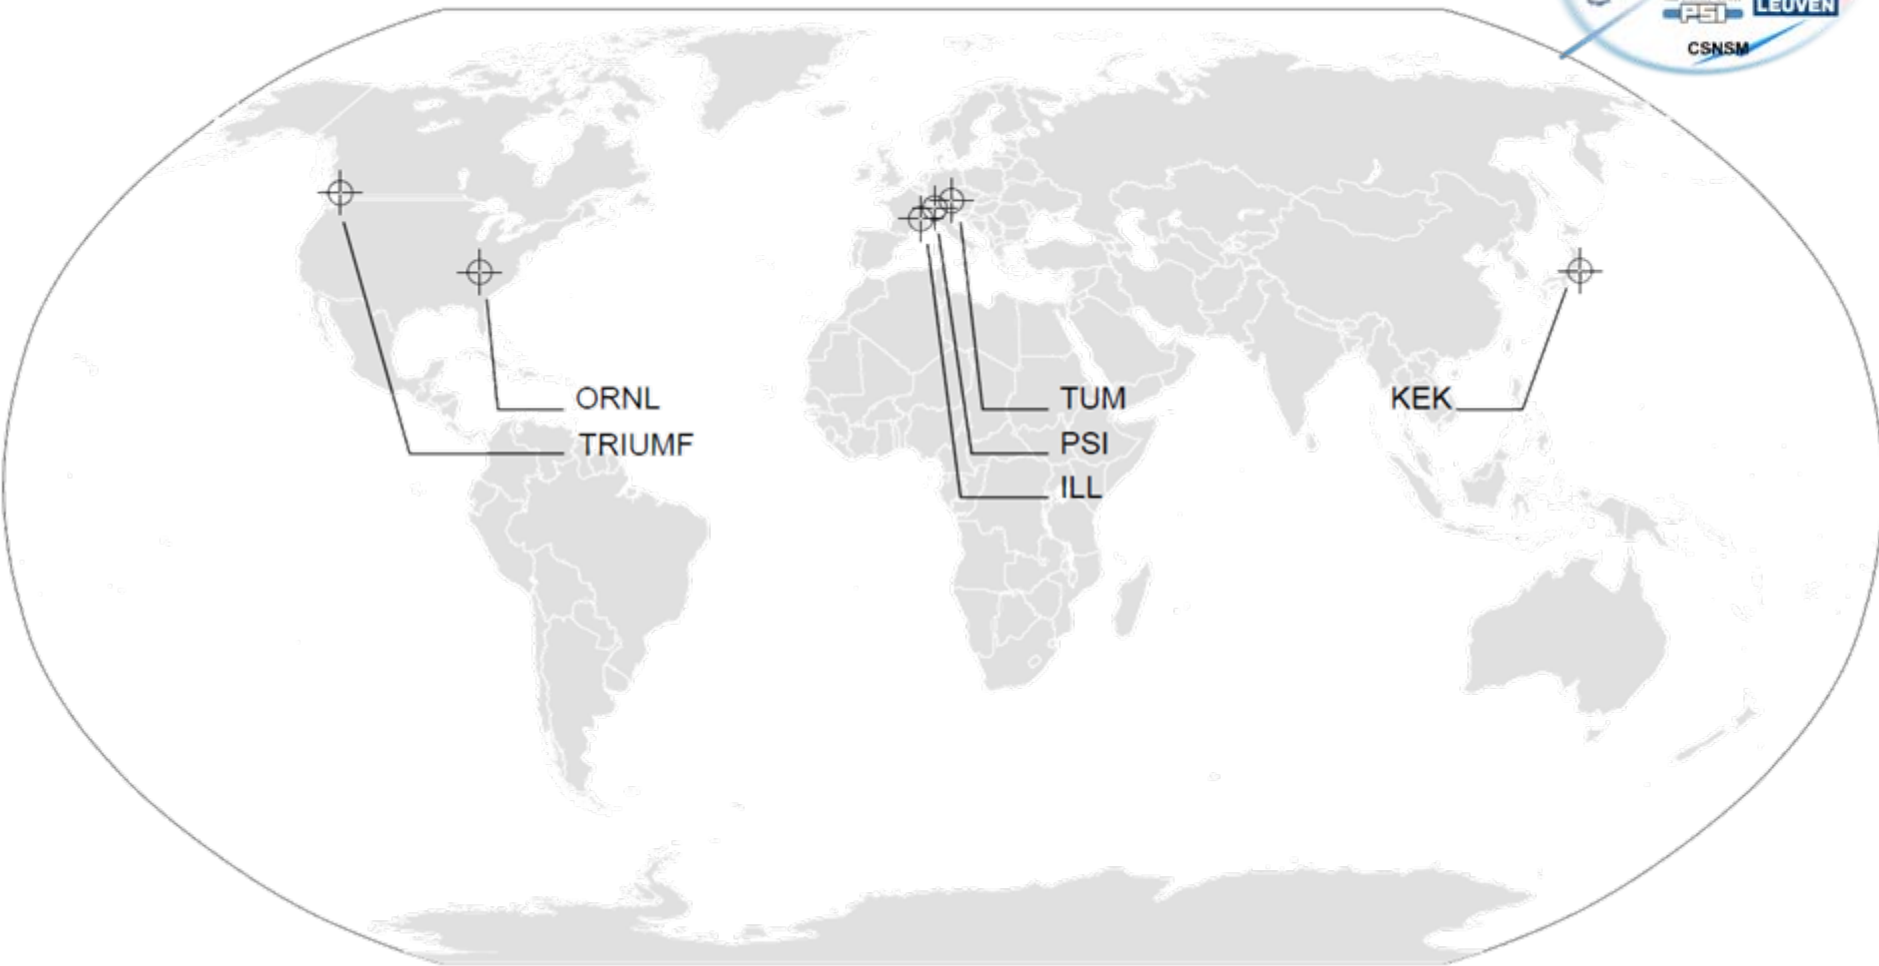 PSI LEUVEN
CSNSM
ORNL
TRIUMF
TUM
PSI
ILL
KEK